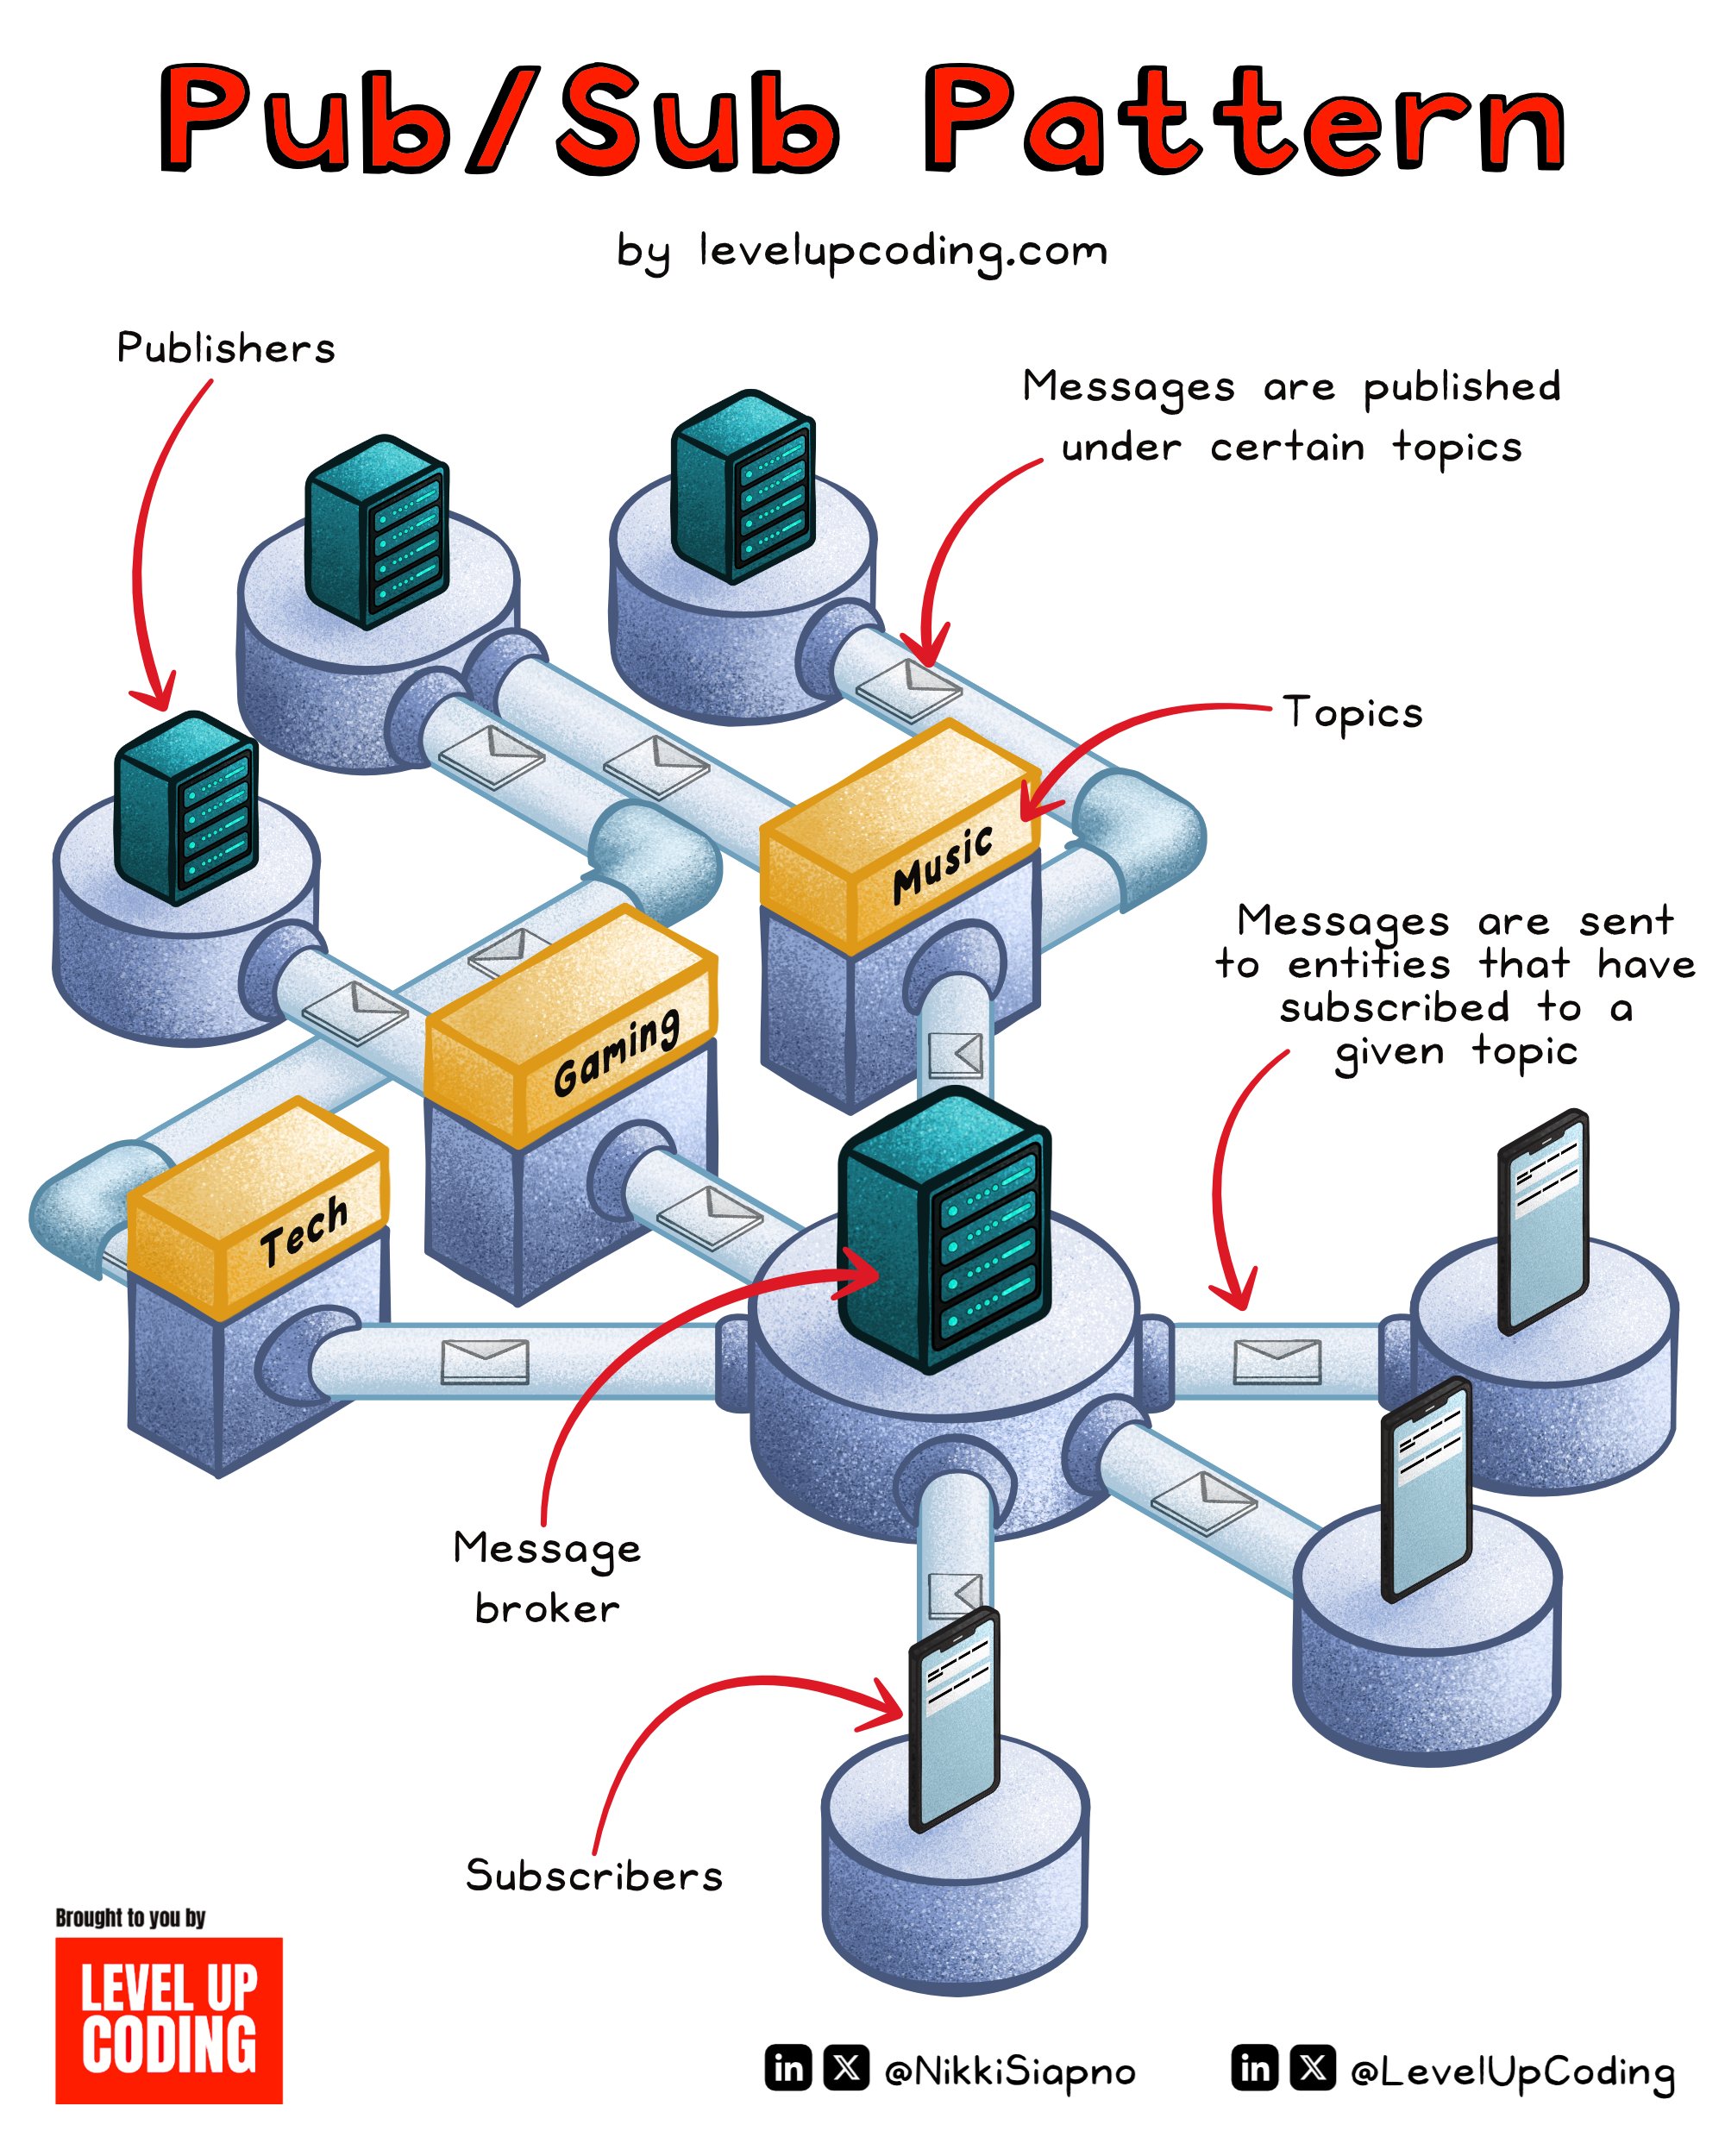 Pub/Sub Pattern
by levelupcoding.com
Publishers
Messages are published
under certain topics
Topics
Music
Messages are sent
to entities that have
subscribed to a
given topic
Gaming
Tech
Message
broker
Subscribers
Brought to you by
LEVEL UP
CODING
in X @NikkiSiapno
in X @LevelUpCoding